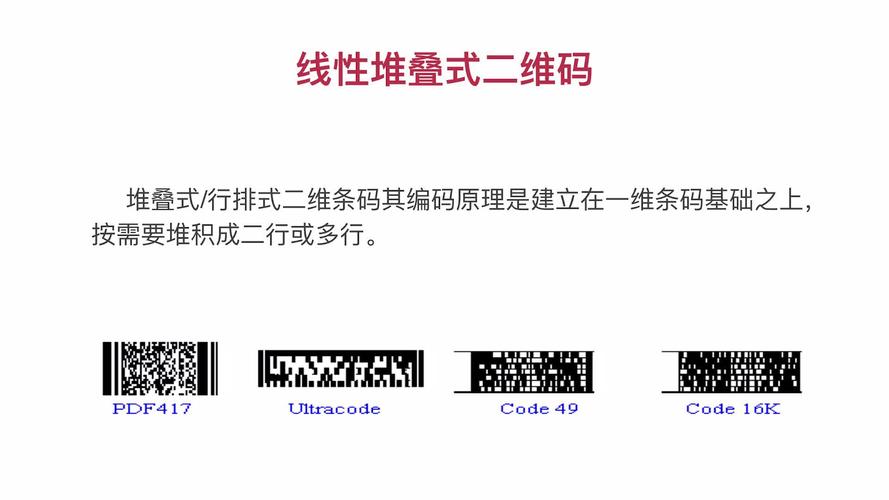 线性堆叠式二维码
堆叠式/行排式二维条码其编码原理是建立在一维条码基础之上，
按需要堆积成二行或多行。
PDF417
Ultracode
Code 49
Code 16K